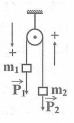 +
+
m₁
P₁
m₂
P₂